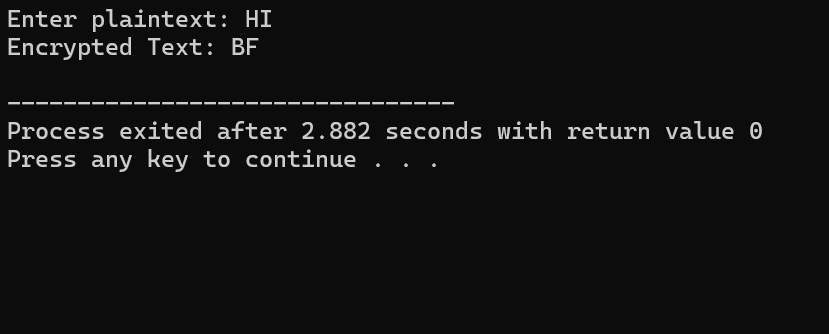 Enter plaintext: HI
Encrypted Text: BF
--------------------------------
Process exited after 2.882 seconds with return value 0
Press any key to continue . . .